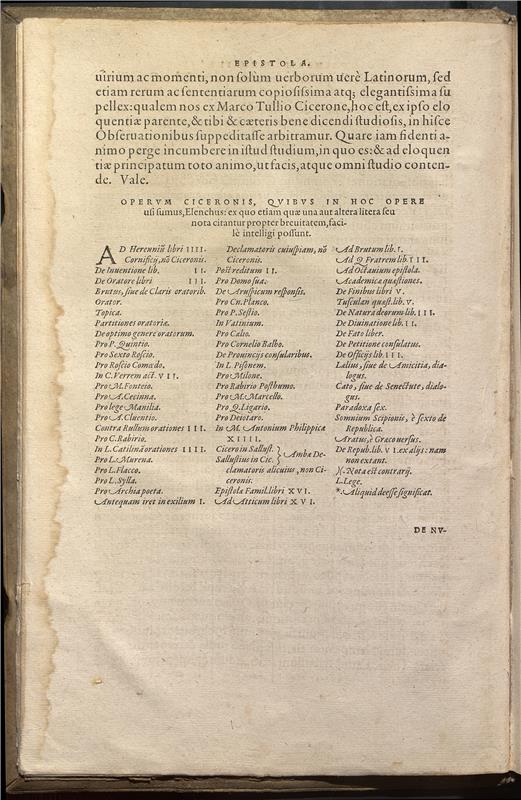 EPISTOLA.
uirium ac momenti, non solùm uerborum uerè Latinorum, sed
etiam rerum ac sententiarum copiosissima atq; elegantissima su
pellex: qualem nos ex Marco Tullio Cicerone, hoc est, ex ipso elo
quentiæ parente, & tibi & cæteris bene dicendi studiosis, in hisce
Obseruationibus suppeditasse arbitramur. Quare iam fidenti a-
nimo perge incumbere in istud studium, in quo es: & ad eloquen
tiæ principatum toto animo, ut facis, atque omni studio conten-
de. Vale.
OPERVM CICERONIS, QVIBVS IN HOC OPERE
usi sumus, Elenchus: ex quo etiam quæ una aut altera litera seu
nota citantur propter breuitatem, faci-
lè intelligi possunt.
AD Herenniũ libri IIII.
Cornificij, nõ Ciceronis.
De Inuentione lib. II.
De Oratore libri III.
Brutus, siue de Claris oratorib.
Orator.
Topica.
Partitiones oratoriæ.
De optimo genere oratorum.
Pro P. Quintio.
Pro Sexto Roscio.
Pro Roscio Comœdo.
In C. Verrem act. VII.
Pro M. Fonteio.
Pro A. Cecinna.
Pro lege Manilia.
Pro A. Cluentio.
Contra Rullum orationes III.
Pro C. Rabirio.
In L. Catilinã orationes IIII.
Pro L. Murena.
Pro L. Flacco.
Pro L. Sylla.
Pro Archia poeta.
Antequam iret in exilium I.
Declamatoris cuiuspiam, nõ
Ciceronis.
Post reditum II.
Pro Domo sua.
De Aruspicum responsis.
Pro Cn. Planco.
Pro P. Sestio.
In Vatinium.
Pro Cælio.
Pro Cornelio Balbo.
De Prouincijs consularibus.
In L. Pisonem.
Pro Milone.
Pro Rabirio Posthumo.
Pro M. Marcello.
Pro Q. Ligario.
Pro Deiotaro.
In M. Antonium Philippicæ
XIIII.
Cicero in Sallust. } Ambæ De-
Sallustius in Cic.
clamatoris alicuius, non Ci-
ceronis.
Epistolæ Famil. libri XVI.
Ad Atticum libri XVI.
Ad Brutum lib. I.
Ad Q. Fratrem lib. III.
Ad Octauium epistola.
Academicæ quæstiones.
De Finibus libri V.
Tusculan. quæst. lib. V.
De Natura deorum lib. III.
De Diuinatione lib. II.
De Fato liber.
De Petitione consulatus.
De Officijs lib. III.
Lælius, siue de Amicitia, dia-
logus.
Cato, siue de Senectute, dialo-
gus.
Paradoxa sex.
Somnium Scipionis, è sexto de
Republica.
Aratus, è Græco uersus.
De Repub. lib. VI. ex alijs: nam
non extant.
)(. Nota est contrarij.
L. Lege.
*. Aliquid deesse significat.
DE NV-